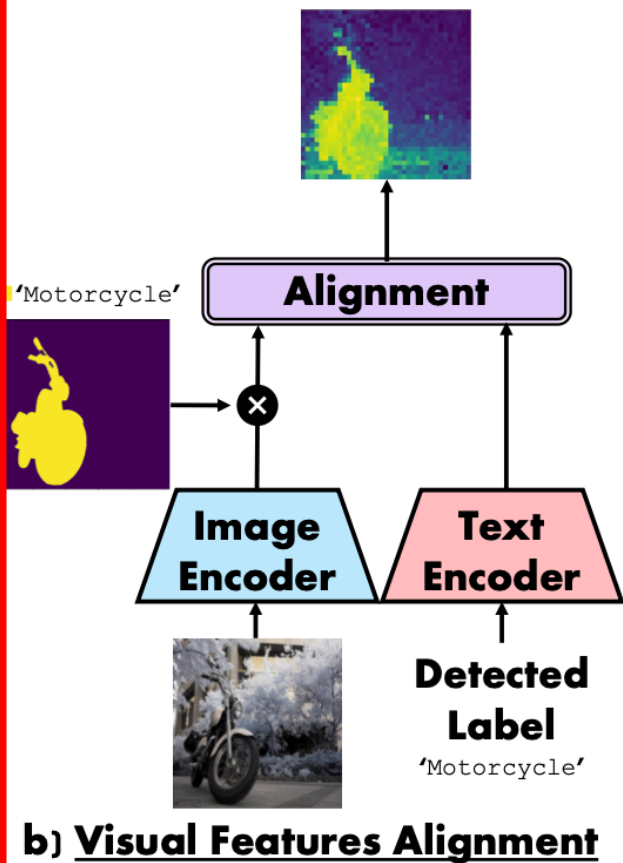 Alignment
‘Motorcycle’
Image
Encoder
Text
Encoder
Detected
Label
‘Motorcycle’
b) Visual Features Alignment